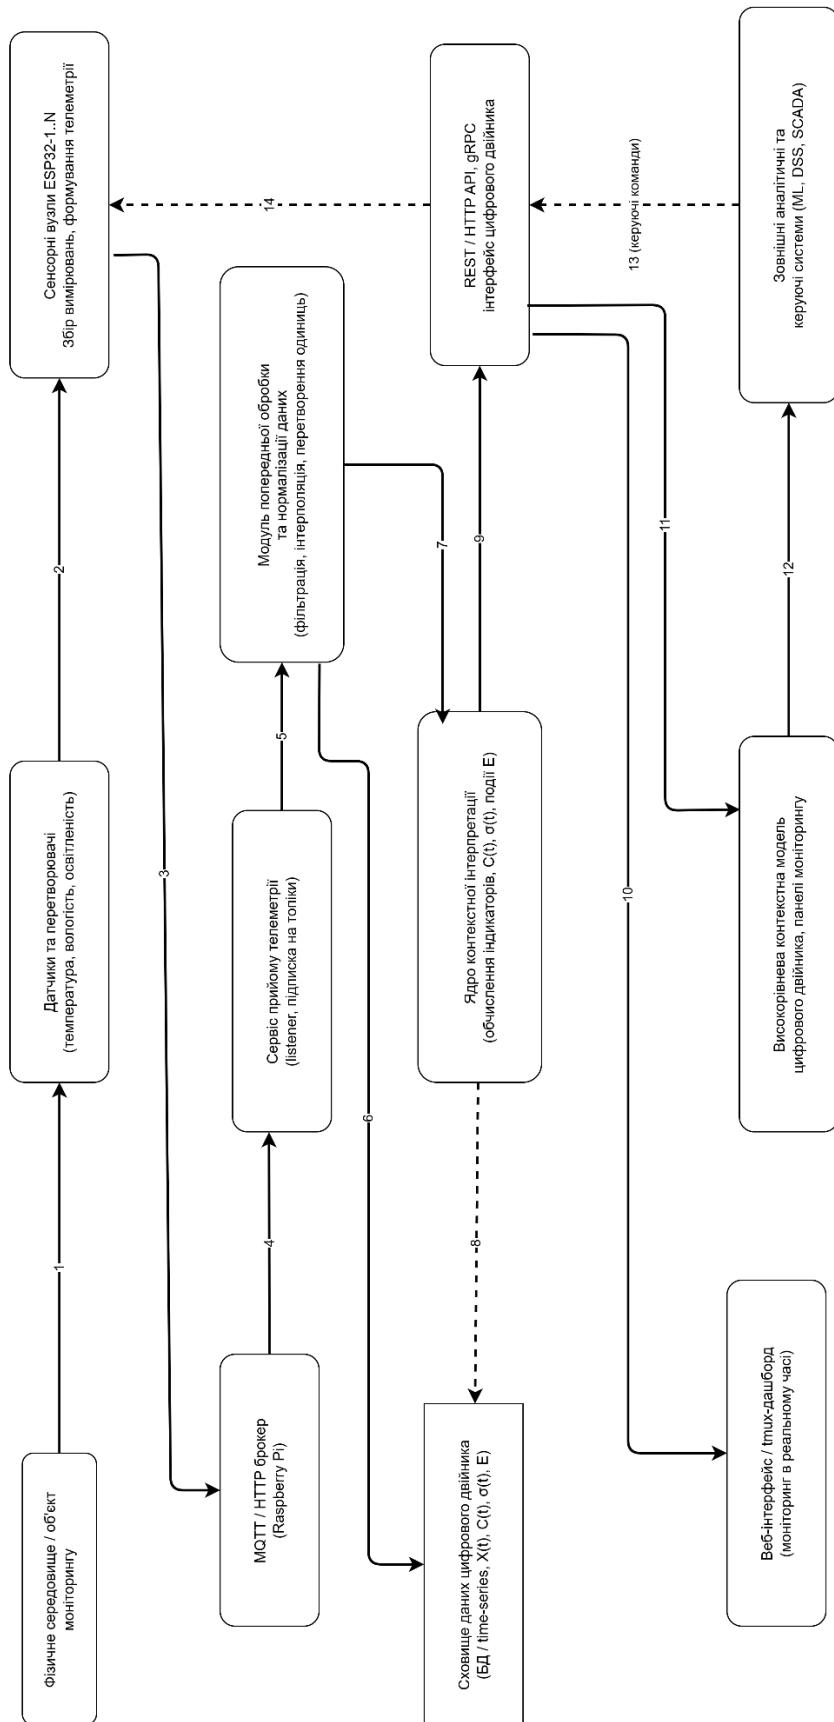 Фізичне середовище / об'єкт
моніторингу
1
Датчики та перетворювачі
(температура, вологість, освітленість)
2
Сенсорні вузли ESP32-1..N
Збір вимірювань, формування телеметрії
3
14
MQTT / HTTP брокер
(Raspberry Pi)
4
Сервіс прийому телеметрії
(listener, підписка на топіки)
5
Модуль попередньої обробки
та нормалізації даних
(фільтрація, інтерполяція, перетворення одиниць)
6
7
Сховище даних цифрового двійника
(БД / time-series, X(t), C(t), σ(t), E)
8
Ядро контекстної інтерпретації
(обчислення індикаторів, C(t), σ(t), події E)
9
REST / HTTP API, gRPC
інтерфейс цифрового двійника
10
11
13 (керуючі команди)
Веб-інтерфейс / tmux-дашборд
(моніторинг в реальному часі)
Високорівнева контекстна модель
цифрового двійника, панелі моніторингу
12
Зовнішні аналітичні та
керуючі системи (ML, DSS, SCADA)